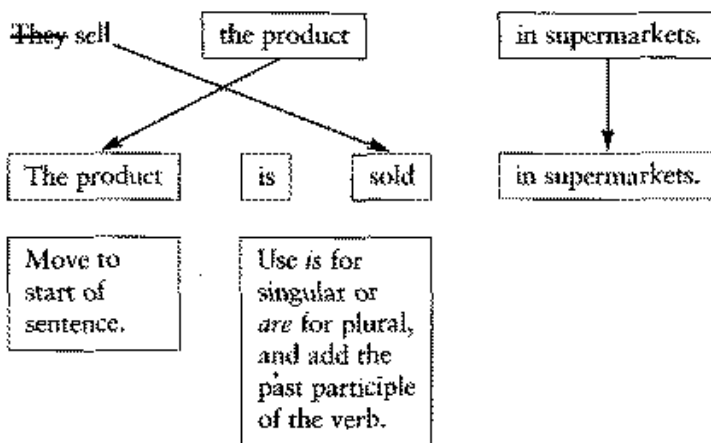 They sell the product in supermarkets.
The product is sold in supermarkets.
Move to
start of
sentence.
Use is for
singular or
are for plural,
and add the
past participle
of the verb.